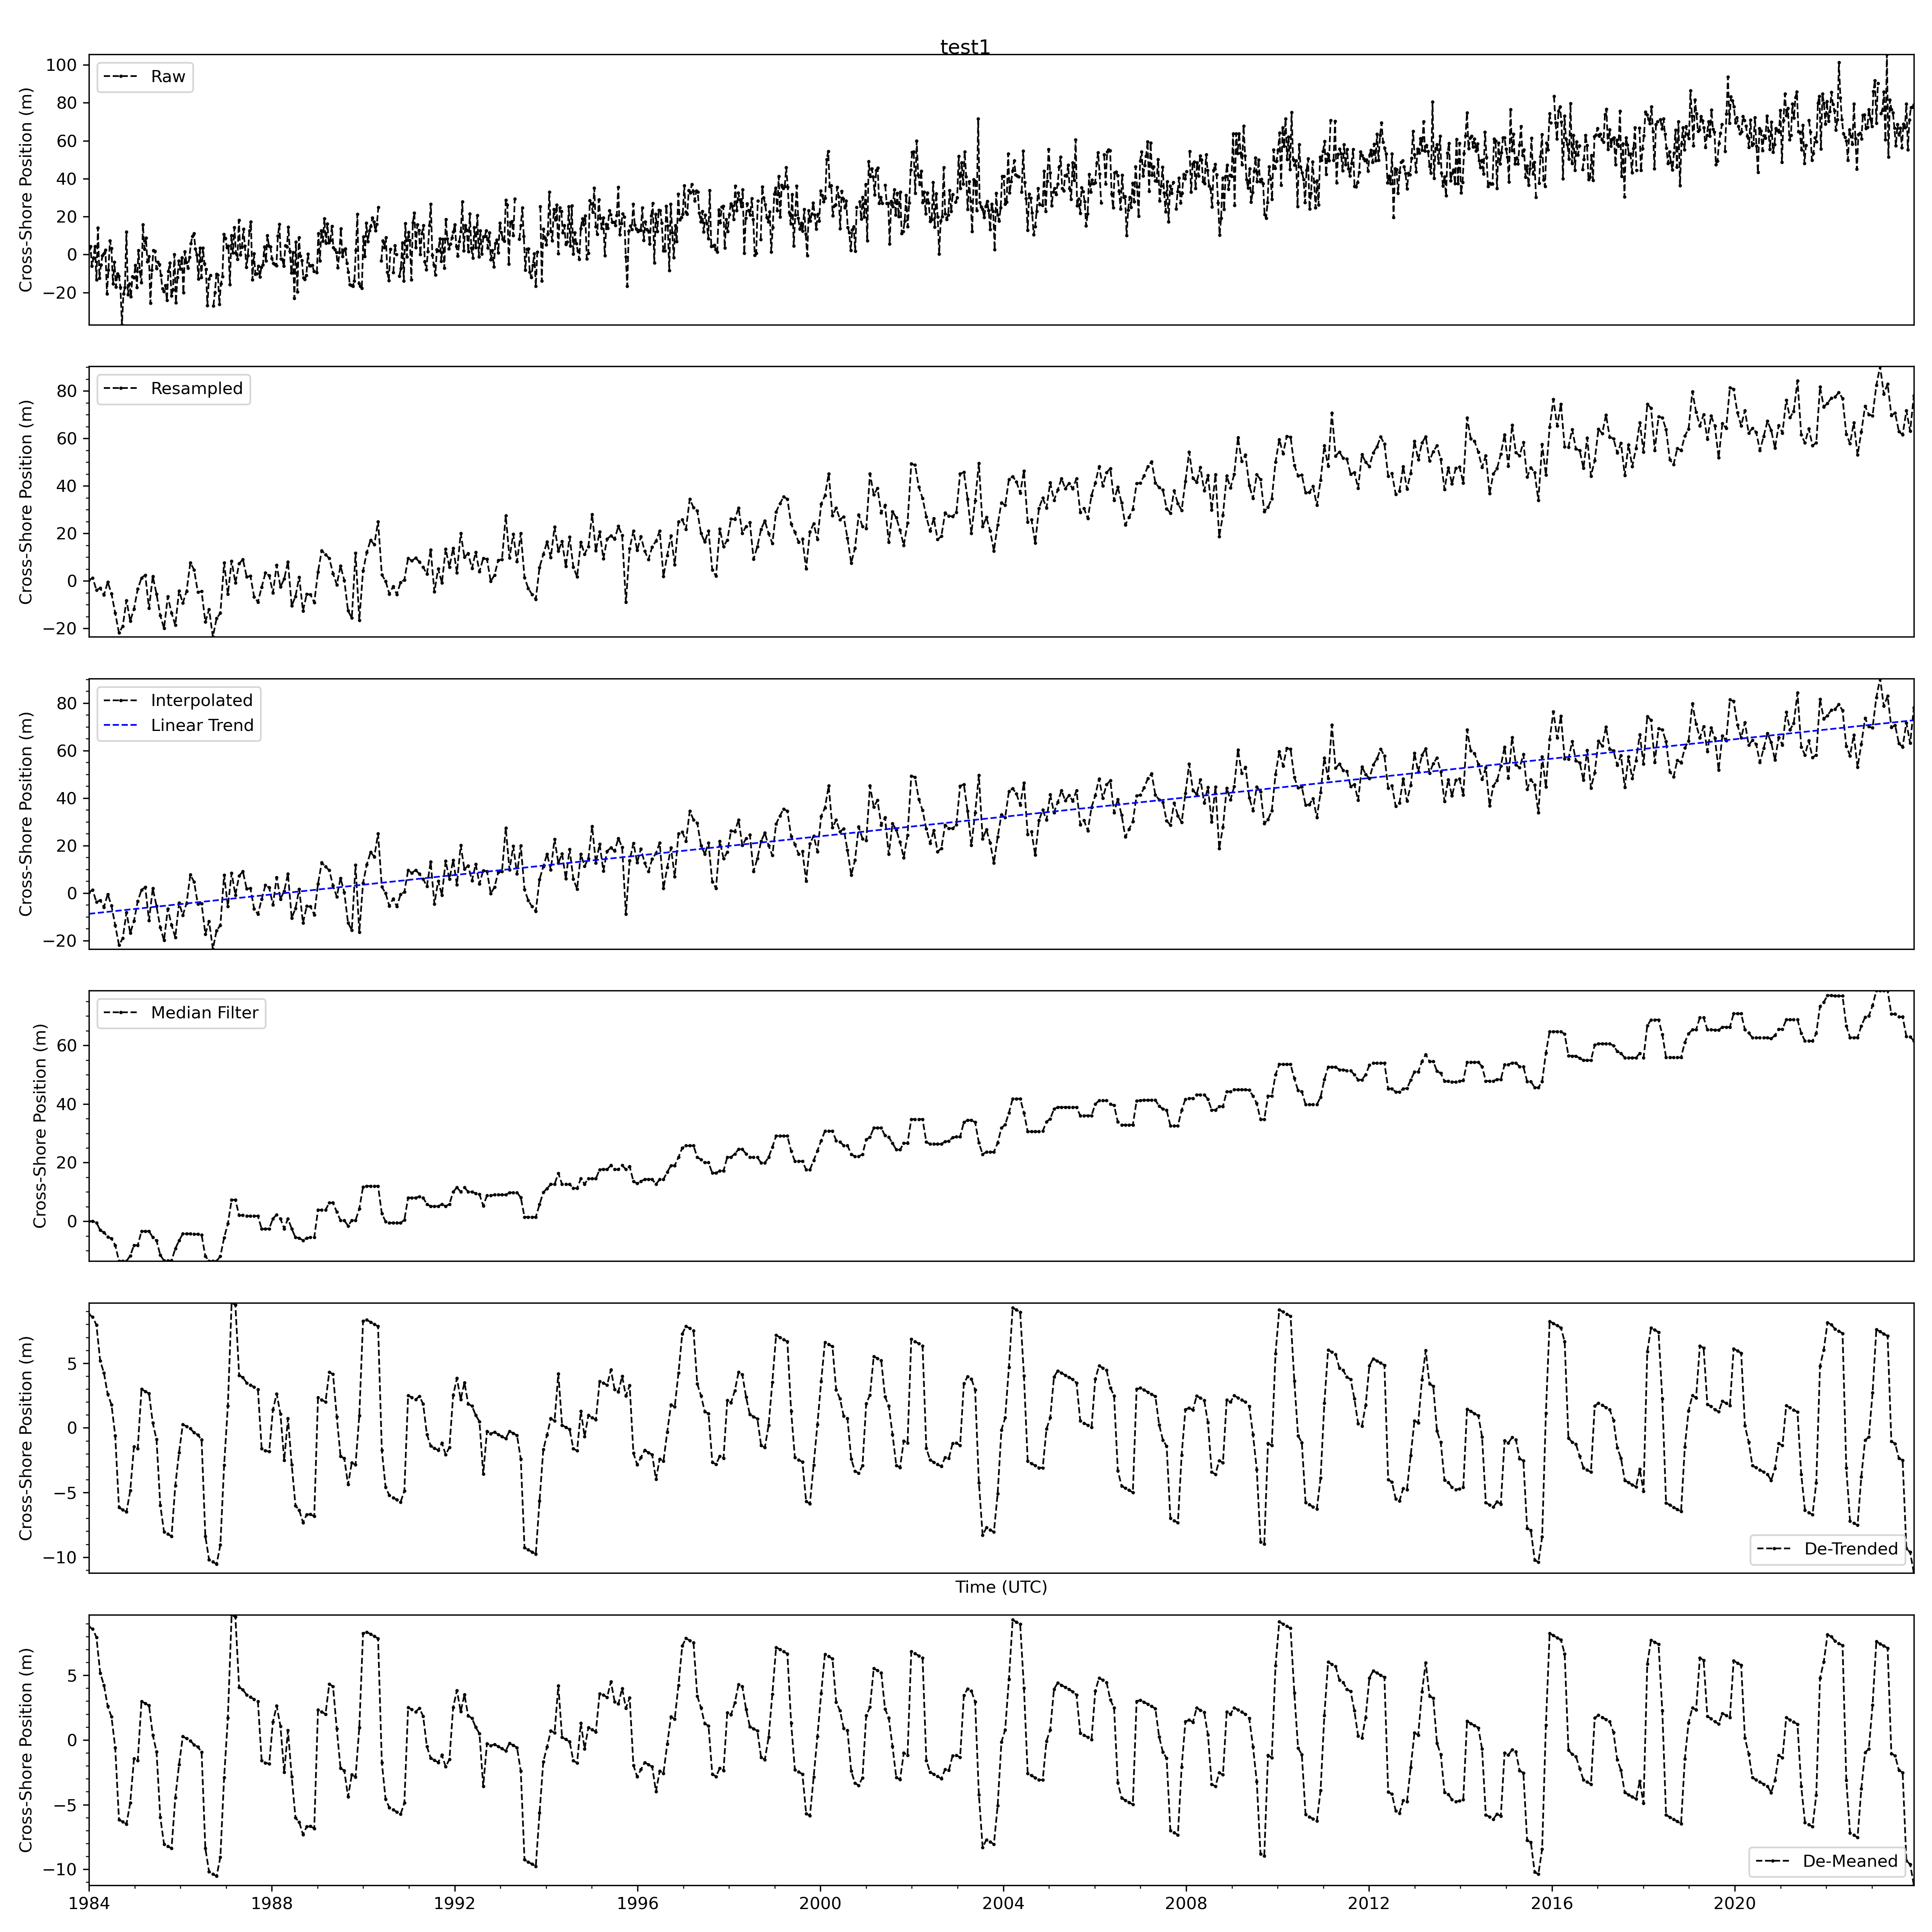 test1
Cross-Shore Position (m)
100
80
60
40
20
0
−20
Raw
Cross-Shore Position (m)
80
60
40
20
0
−20
Resampled
Cross-Shore Position (m)
80
60
40
20
0
−20
Interpolated
Linear Trend
Cross-Shore Position (m)
60
40
20
0
Median Filter
Cross-Shore Position (m)
5
0
−5
−10
De-Trended
Time (UTC)
Cross-Shore Position (m)
5
0
−5
−10
De-Meaned
1984 1988 1992 1996 2000 2004 2008 2012 2016 2020